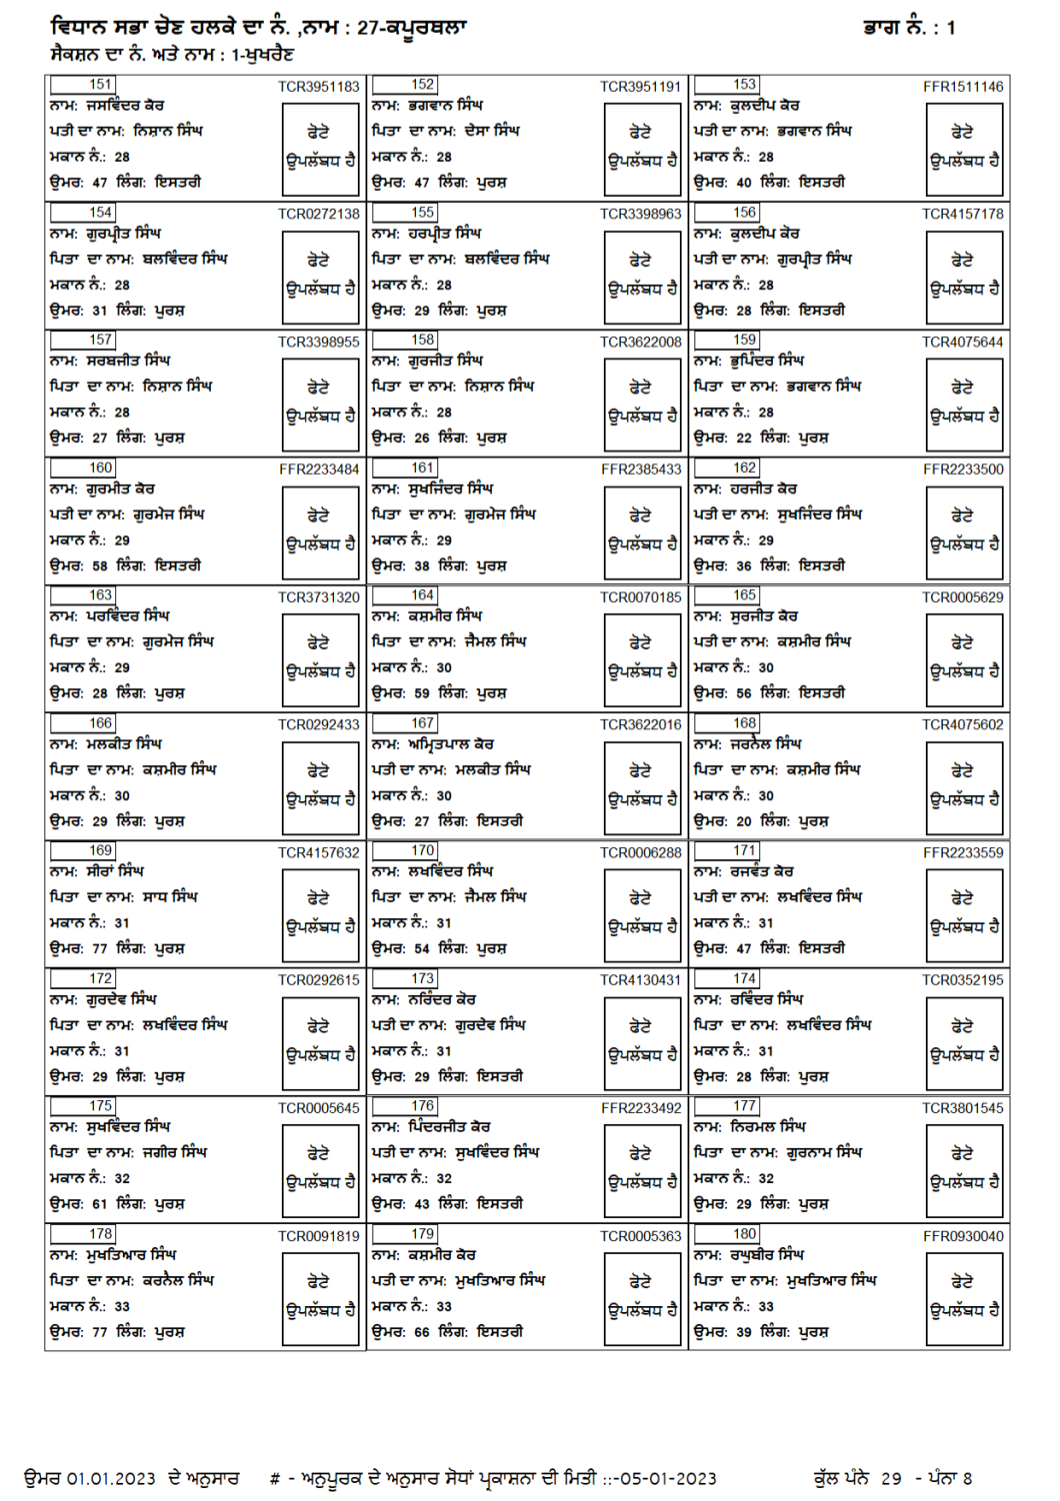 ਵਿਧਾਨ ਸਭਾ ਚੋਣ ਹਲਕੇ ਦਾ ਨੰ. ,ਨਾਮ : 27-ਕਪੂਰਥਲਾ ਭਾਗ ਨੰ. : 1
ਸੈਕਸ਼ਨ ਦਾ ਨੰ. ਅਤੇ ਨਾਮ : 1-ਖੁਖਰੈਣ
151 TCR3951183 152 TCR3951191 153 FFR1511146
ਨਾਮ: ਜਸਵਿੰਦਰ ਕੋਰ ਨਾਮ: ਭਗਵਾਨ ਸਿੰਘ ਨਾਮ: ਕੁਲਦੀਪ ਕੋਰ
ਪਤੀ ਦਾ ਨਾਮ: ਨਿਸ਼ਾਨ ਸਿੰਘ ਫੋਟੋ ਪਿਤਾ ਦਾ ਨਾਮ: ਦੇਸਾ ਸਿੰਘ ਫੋਟੋ ਪਤੀ ਦਾ ਨਾਮ: ਭਗਵਾਨ ਸਿੰਘ ਫੋਟੋ
ਮਕਾਨ ਨੰ.: 28 ਉਪਲੱਬਧ ਹੈ ਮਕਾਨ ਨੰ.: 28 ਉਪਲੱਬਧ ਹੈ ਮਕਾਨ ਨੰ.: 28 ਉਪਲੱਬਧ ਹੈ
ਉਮਰ: 47 ਲਿੰਗ: ਇਸਤਰੀ ਉਮਰ: 47 ਲਿੰਗ: ਪੁਰਸ਼ ਉਮਰ: 40 ਲਿੰਗ: ਇਸਤਰੀ
154 TCR0272138 155 TCR3398963 156 TCR4157178
ਨਾਮ: ਗੁਰਪ੍ਰੀਤ ਸਿੰਘ ਨਾਮ: ਹਰਪ੍ਰੀਤ ਸਿੰਘ ਨਾਮ: ਕੁਲਦੀਪ ਕੋਰ
ਪਿਤਾ ਦਾ ਨਾਮ: ਬਲਵਿੰਦਰ ਸਿੰਘ ਫੋਟੋ ਪਿਤਾ ਦਾ ਨਾਮ: ਬਲਵਿੰਦਰ ਸਿੰਘ ਫੋਟੋ ਪਤੀ ਦਾ ਨਾਮ: ਗੁਰਪ੍ਰੀਤ ਸਿੰਘ ਫੋਟੋ
ਮਕਾਨ ਨੰ.: 28 ਉਪਲੱਬਧ ਹੈ ਮਕਾਨ ਨੰ.: 28 ਉਪਲੱਬਧ ਹੈ ਮਕਾਨ ਨੰ.: 28 ਉਪਲੱਬਧ ਹੈ
ਉਮਰ: 31 ਲਿੰਗ: ਪੁਰਸ਼ ਉਮਰ: 29 ਲਿੰਗ: ਪੁਰਸ਼ ਉਮਰ: 28 ਲਿੰਗ: ਇਸਤਰੀ
157 TCR3398955 158 TCR3622008 159 TCR4075644
ਨਾਮ: ਸਰਬਜੀਤ ਸਿੰਘ ਨਾਮ: ਗੁਰਜੀਤ ਸਿੰਘ ਨਾਮ: ਭੁਪਿੰਦਰ ਸਿੰਘ
ਪਿਤਾ ਦਾ ਨਾਮ: ਨਿਸ਼ਾਨ ਸਿੰਘ ਫੋਟੋ ਪਿਤਾ ਦਾ ਨਾਮ: ਨਿਸ਼ਾਨ ਸਿੰਘ ਫੋਟੋ ਪਿਤਾ ਦਾ ਨਾਮ: ਭਗਵਾਨ ਸਿੰਘ ਫੋਟੋ
ਮਕਾਨ ਨੰ.: 28 ਉਪਲੱਬਧ ਹੈ ਮਕਾਨ ਨੰ.: 28 ਉਪਲੱਬਧ ਹੈ ਮਕਾਨ ਨੰ.: 28 ਉਪਲੱਬਧ ਹੈ
ਉਮਰ: 27 ਲਿੰਗ: ਪੁਰਸ਼ ਉਮਰ: 26 ਲਿੰਗ: ਪੁਰਸ਼ ਉਮਰ: 22 ਲਿੰਗ: ਪੁਰਸ਼
160 FFR2233484 161 FFR2385433 162 FFR2233500
ਨਾਮ: ਗੁਰਮੀਤ ਕੋਰ ਨਾਮ: ਸੁਖਜਿੰਦਰ ਸਿੰਘ ਨਾਮ: ਹਰਜੀਤ ਕੋਰ
ਪਤੀ ਦਾ ਨਾਮ: ਗੁਰਮੇਜ ਸਿੰਘ ਫੋਟੋ ਪਿਤਾ ਦਾ ਨਾਮ: ਗੁਰਮੇਜ ਸਿੰਘ ਫੋਟੋ ਪਤੀ ਦਾ ਨਾਮ: ਸੁਖਜਿੰਦਰ ਸਿੰਘ ਫੋਟੋ
ਮਕਾਨ ਨੰ.: 29 ਉਪਲੱਬਧ ਹੈ ਮਕਾਨ ਨੰ.: 29 ਉਪਲੱਬਧ ਹੈ ਮਕਾਨ ਨੰ.: 29 ਉਪਲੱਬਧ ਹੈ
ਉਮਰ: 58 ਲਿੰਗ: ਇਸਤਰੀ ਉਮਰ: 38 ਲਿੰਗ: ਪੁਰਸ਼ ਉਮਰ: 36 ਲਿੰਗ: ਇਸਤਰੀ
163 TCR3731320 164 TCR0070185 165 TCR0005629
ਨਾਮ: ਪਰਵਿੰਦਰ ਸਿੰਘ ਨਾਮ: ਕਸ਼ਮੀਰ ਸਿੰਘ ਨਾਮ: ਸੁਰਜੀਤ ਕੋਰ
ਪਿਤਾ ਦਾ ਨਾਮ: ਗੁਰਮੇਜ ਸਿੰਘ ਫੋਟੋ ਪਿਤਾ ਦਾ ਨਾਮ: ਜੈਮਲ ਸਿੰਘ ਫੋਟੋ ਪਤੀ ਦਾ ਨਾਮ: ਕਸ਼ਮੀਰ ਸਿੰਘ ਫੋਟੋ
ਮਕਾਨ ਨੰ.: 29 ਉਪਲੱਬਧ ਹੈ ਮਕਾਨ ਨੰ.: 30 ਉਪਲੱਬਧ ਹੈ ਮਕਾਨ ਨੰ.: 30 ਉਪਲੱਬਧ ਹੈ
ਉਮਰ: 28 ਲਿੰਗ: ਪੁਰਸ਼ ਉਮਰ: 59 ਲਿੰਗ: ਪੁਰਸ਼ ਉਮਰ: 56 ਲਿੰਗ: ਇਸਤਰੀ
166 TCR0292433 167 TCR3622016 168 TCR4075602
ਨਾਮ: ਮਲਕੀਤ ਸਿੰਘ ਨਾਮ: ਅਮ੍ਰਿਤਪਾਲ ਕੋਰ ਨਾਮ: ਜਰਨੈਲ ਸਿੰਘ
ਪਿਤਾ ਦਾ ਨਾਮ: ਕਸ਼ਮੀਰ ਸਿੰਘ ਫੋਟੋ ਪਤੀ ਦਾ ਨਾਮ: ਮਲਕੀਤ ਸਿੰਘ ਫੋਟੋ ਪਿਤਾ ਦਾ ਨਾਮ: ਕਸ਼ਮੀਰ ਸਿੰਘ ਫੋਟੋ
ਮਕਾਨ ਨੰ.: 30 ਉਪਲੱਬਧ ਹੈ ਮਕਾਨ ਨੰ.: 30 ਉਪਲੱਬਧ ਹੈ ਮਕਾਨ ਨੰ.: 30 ਉਪਲੱਬਧ ਹੈ
ਉਮਰ: 29 ਲਿੰਗ: ਪੁਰਸ਼ ਉਮਰ: 27 ਲਿੰਗ: ਇਸਤਰੀ ਉਮਰ: 20 ਲਿੰਗ: ਪੁਰਸ਼
169 TCR4157632 170 TCR0006288 171 FFR2233559
ਨਾਮ: ਸੀਰਾਂ ਸਿੰਘ ਨਾਮ: ਲਖਵਿੰਦਰ ਸਿੰਘ ਨਾਮ: ਰਜਵੰਤ ਕੋਰ
ਪਿਤਾ ਦਾ ਨਾਮ: ਸਾਧ ਸਿੰਘ ਫੋਟੋ ਪਿਤਾ ਦਾ ਨਾਮ: ਜੈਮਲ ਸਿੰਘ ਫੋਟੋ ਪਤੀ ਦਾ ਨਾਮ: ਲਖਵਿੰਦਰ ਸਿੰਘ ਫੋਟੋ
ਮਕਾਨ ਨੰ.: 31 ਉਪਲੱਬਧ ਹੈ ਮਕਾਨ ਨੰ.: 31 ਉਪਲੱਬਧ ਹੈ ਮਕਾਨ ਨੰ.: 31 ਉਪਲੱਬਧ ਹੈ
ਉਮਰ: 77 ਲਿੰਗ: ਪੁਰਸ਼ ਉਮਰ: 54 ਲਿੰਗ: ਪੁਰਸ਼ ਉਮਰ: 47 ਲਿੰਗ: ਇਸਤਰੀ
172 TCR0292615 173 TCR4130431 174 TCR0352195
ਨਾਮ: ਗੁਰਦੇਵ ਸਿੰਘ ਨਾਮ: ਨਰਿੰਦਰ ਕੋਰ ਨਾਮ: ਰਵਿੰਦਰ ਸਿੰਘ
ਪਿਤਾ ਦਾ ਨਾਮ: ਲਖਵਿੰਦਰ ਸਿੰਘ ਫੋਟੋ ਪਤੀ ਦਾ ਨਾਮ: ਗੁਰਦੇਵ ਸਿੰਘ ਫੋਟੋ ਪਿਤਾ ਦਾ ਨਾਮ: ਲਖਵਿੰਦਰ ਸਿੰਘ ਫੋਟੋ
ਮਕਾਨ ਨੰ.: 31 ਉਪਲੱਬਧ ਹੈ ਮਕਾਨ ਨੰ.: 31 ਉਪਲੱਬਧ ਹੈ ਮਕਾਨ ਨੰ.: 31 ਉਪਲੱਬਧ ਹੈ
ਉਮਰ: 29 ਲਿੰਗ: ਪੁਰਸ਼ ਉਮਰ: 29 ਲਿੰਗ: ਇਸਤਰੀ ਉਮਰ: 28 ਲਿੰਗ: ਪੁਰਸ਼
175 TCR0005645 176 FFR2233492 177 TCR3801545
ਨਾਮ: ਸੁਖਵਿੰਦਰ ਸਿੰਘ ਨਾਮ: ਪਿੰਦਰਜੀਤ ਕੋਰ ਨਾਮ: ਨਿਰਮਲ ਸਿੰਘ
ਪਿਤਾ ਦਾ ਨਾਮ: ਜਗੀਰ ਸਿੰਘ ਫੋਟੋ ਪਤੀ ਦਾ ਨਾਮ: ਸੁਖਵਿੰਦਰ ਸਿੰਘ ਫੋਟੋ ਪਿਤਾ ਦਾ ਨਾਮ: ਗੁਰਨਾਮ ਸਿੰਘ ਫੋਟੋ
ਮਕਾਨ ਨੰ.: 32 ਉਪਲੱਬਧ ਹੈ ਮਕਾਨ ਨੰ.: 32 ਉਪਲੱਬਧ ਹੈ ਮਕਾਨ ਨੰ.: 32 ਉਪਲੱਬਧ ਹੈ
ਉਮਰ: 61 ਲਿੰਗ: ਪੁਰਸ਼ ਉਮਰ: 43 ਲਿੰਗ: ਇਸਤਰੀ ਉਮਰ: 29 ਲਿੰਗ: ਪੁਰਸ਼
178 TCR0091819 179 TCR0005363 180 FFR0930040
ਨਾਮ: ਮੁਖਤਿਆਰ ਸਿੰਘ ਨਾਮ: ਕਸ਼ਮੀਰ ਕੋਰ ਨਾਮ: ਰਘੁਬੀਰ ਸਿੰਘ
ਪਿਤਾ ਦਾ ਨਾਮ: ਕਰਨੈਲ ਸਿੰਘ ਫੋਟੋ ਪਤੀ ਦਾ ਨਾਮ: ਮੁਖਤਿਆਰ ਸਿੰਘ ਫੋਟੋ ਪਿਤਾ ਦਾ ਨਾਮ: ਮੁਖਤਿਆਰ ਸਿੰਘ ਫੋਟੋ
ਮਕਾਨ ਨੰ.: 33 ਉਪਲੱਬਧ ਹੈ ਮਕਾਨ ਨੰ.: 33 ਉਪਲੱਬਧ ਹੈ ਮਕਾਨ ਨੰ.: 33 ਉਪਲੱਬਧ ਹੈ
ਉਮਰ: 77 ਲਿੰਗ: ਪੁਰਸ਼ ਉਮਰ: 66 ਲਿੰਗ: ਇਸਤਰੀ ਉਮਰ: 39 ਲਿੰਗ: ਪੁਰਸ਼
ਉਮਰ 01.01.2023 ਦੇ ਅਨੁਸਾਰ # - ਅਨੁਪੂਰਕ ਦੇ ਅਨੁਸਾਰ ਸੋਧਾਂ ਪ੍ਰਕਾਸ਼ਨਾ ਦੀ ਮਿਤੀ ::-05-01-2023 ਕੁੱਲ ਪੰਨੇ 29 - ਪੰਨਾ 8